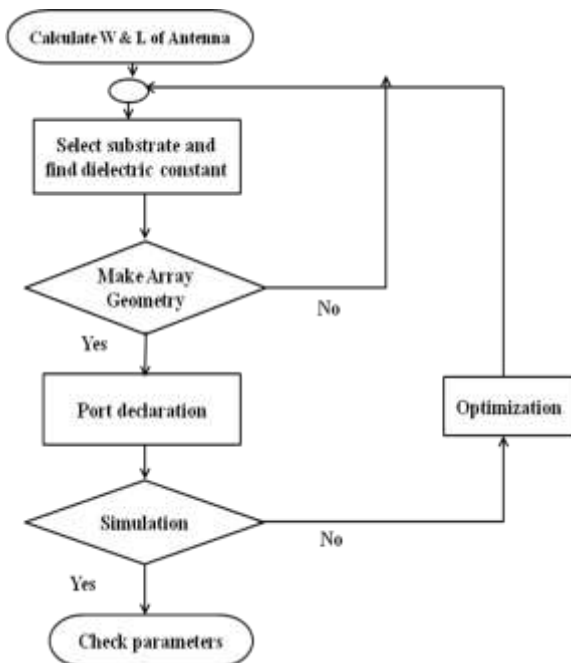 Calculate W & L of Antenna
Select substrate and
find dielectric constant
Make Array
Geometry
No
Yes
Port declaration
Optimization
Simulation
No
Yes
Check parameters